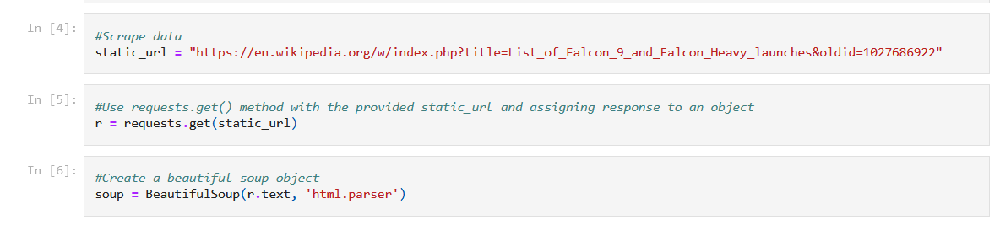 In [4]:
#Scrape data
static_url = "https://en.wikipedia.org/w/index.php?title=List_of_Falcon_9_and_Falcon_Heavy_launches&oldid=1027686922"
In [5]:
#Use requests.get() method with the provided static_url and assigning response to an object
r = requests.get(static_url)
In [6]:
#Create a beautiful soup object
soup = BeautifulSoup(r.text, 'html.parser')